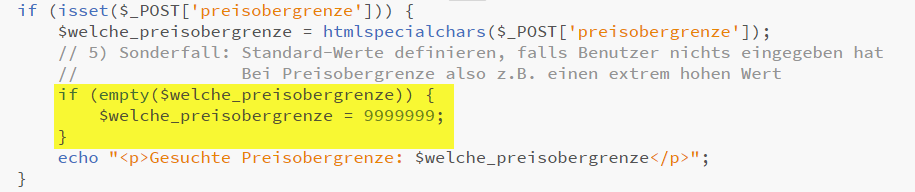 if (isset($_POST['preisobergrenze'])) {
    $welche_preisobergrenze = htmlspecialchars($_POST['preisobergrenze']);
    // 5) Sonderfall: Standard-Werte definieren, falls Benutzer nichts eingegeben hat
    //                Bei Preisobergrenze also z.B. einen extrem hohen Wert
    if (empty($welche_preisobergrenze)) {
        $welche_preisobergrenze = 9999999;
    }
    echo "<p>Gesuchte Preisobergrenze: $welche_preisobergrenze</p>";
}